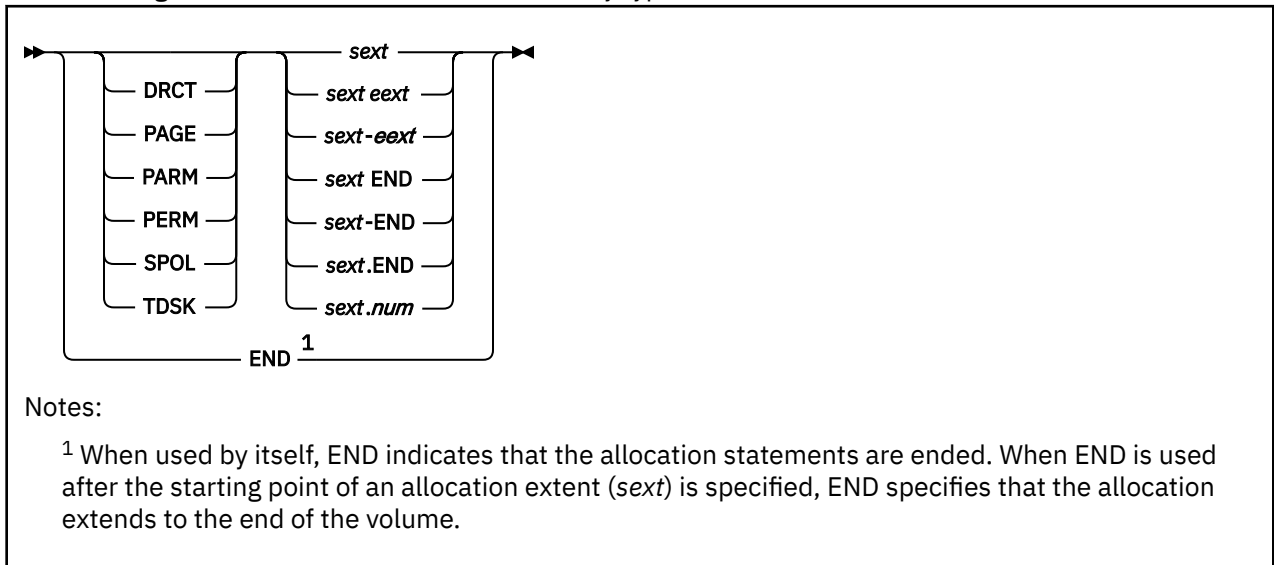 sext
DRCT
sext eext
PAGE
sext-eext
PARM
sext END
PERM
sext-END
SPOL
sext.END
TDSK
sext.num
END 1
Notes:
1 When used by itself, END indicates that the allocation statements are ended. When END is used
after the starting point of an allocation extent (sext) is specified, END specifies that the allocation
extends to the end of the volume.